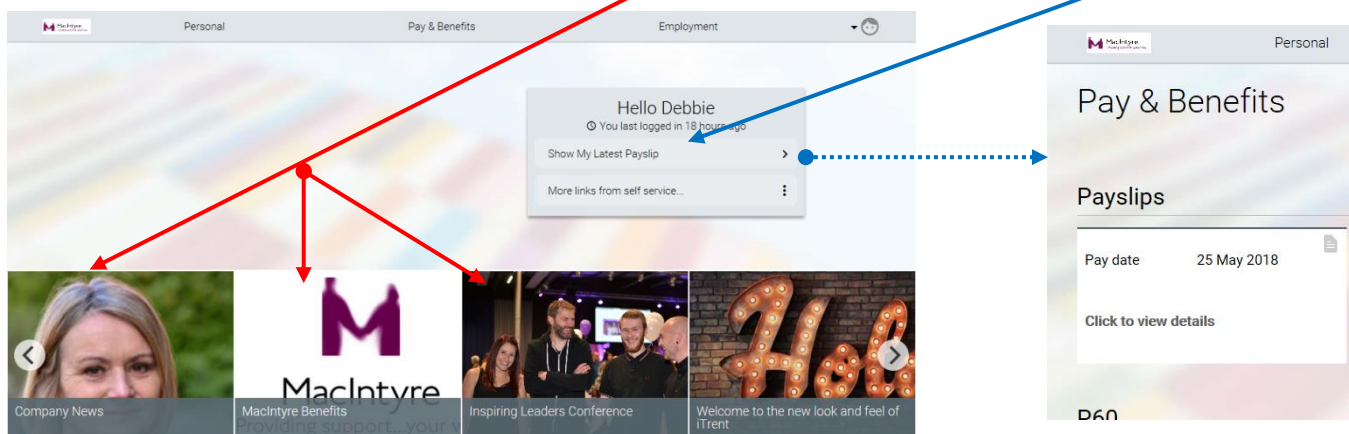 MacIntyre
Personal
Pay & Benefits
Employment
Hello Debbie
You last logged in 18 hours ago
Show My Latest Payslip
More links from self service...
MacIntyre
Providing support...your w
Company News
MacIntyre Benefits
Inspiring Leaders Conference
Welcome to the new look and feel of
iTrent
MacIntyre
Personal
Pay & Benefits
Payslips
Pay date 25 May 2018
Click to view details
P60